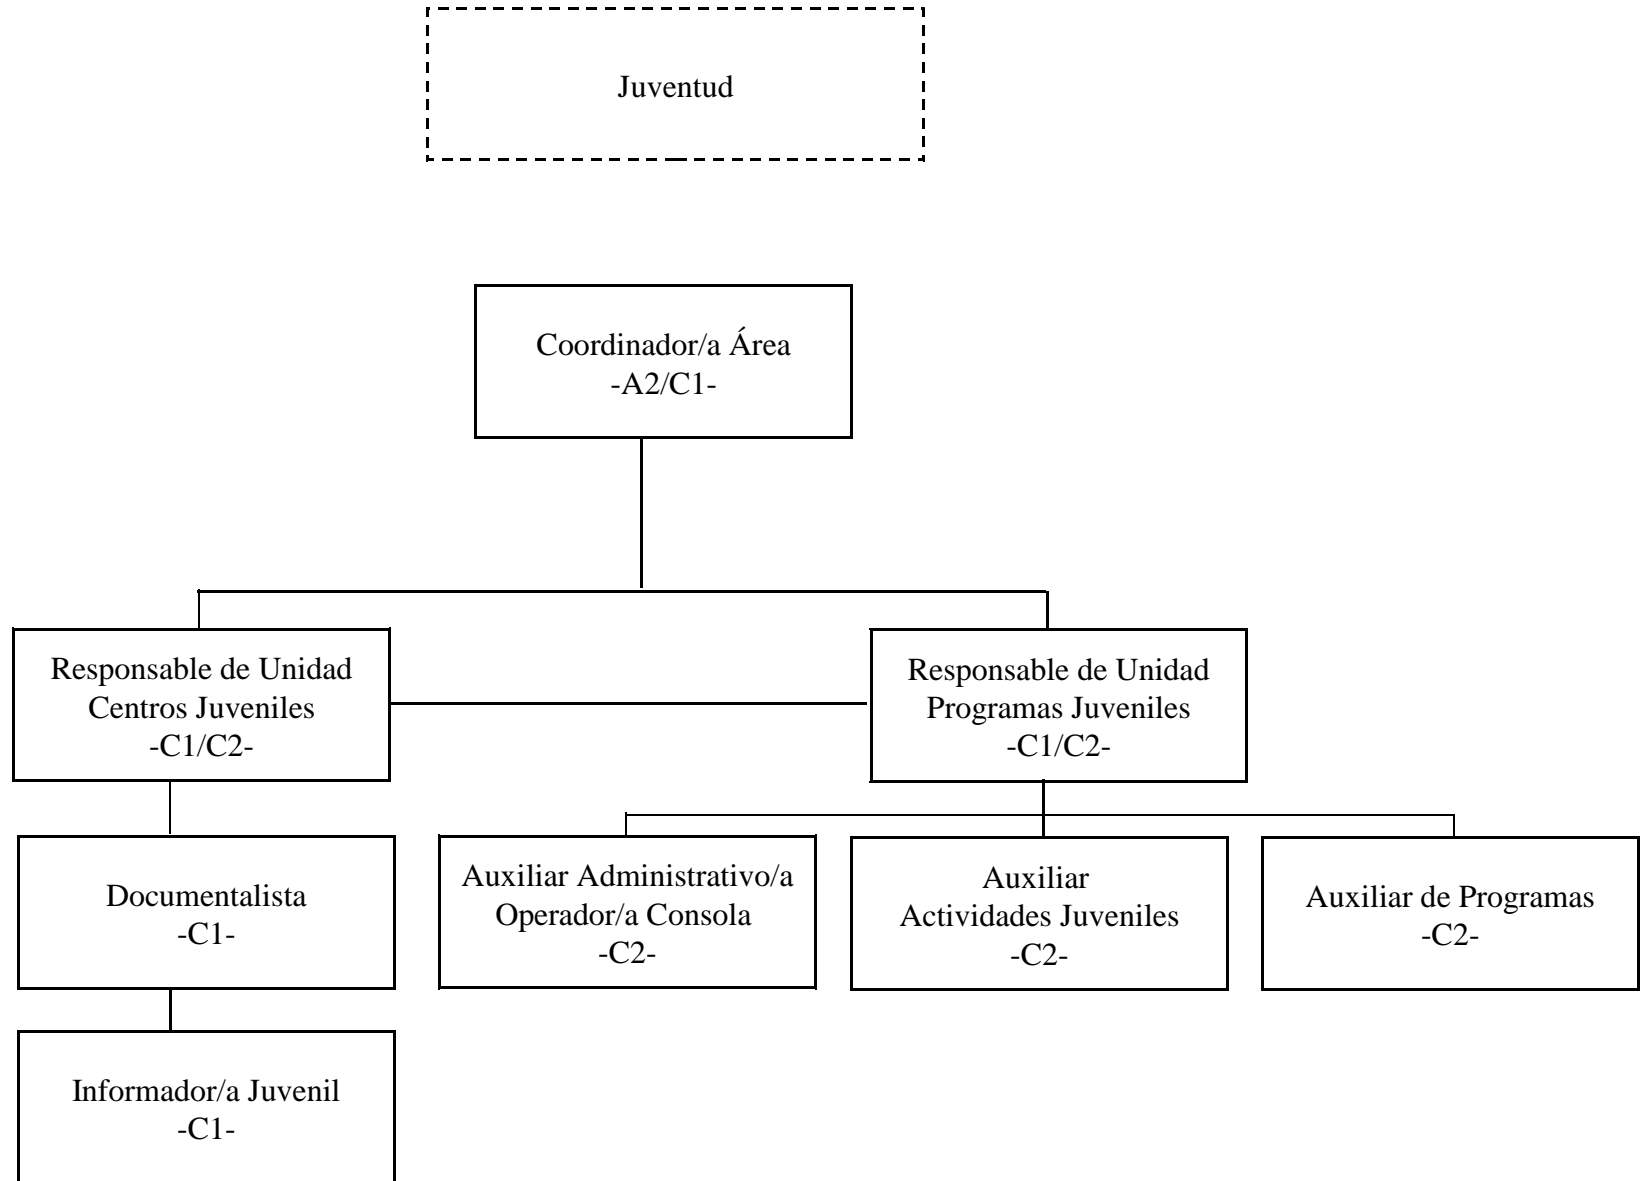 Juventud
Coordinador/a Área
-A2/C1-
Responsable de Unidad
Centros Juveniles
-C1/C2-
Responsable de Unidad
Programas Juveniles
-C1/C2-
Documentalista
-C1-
Auxiliar Administrativo/a
Operador/a Consola
-C2-
Auxiliar
Actividades Juveniles
-C2-
Auxiliar de Programas
-C2-
Informador/a Juvenil
-C1-